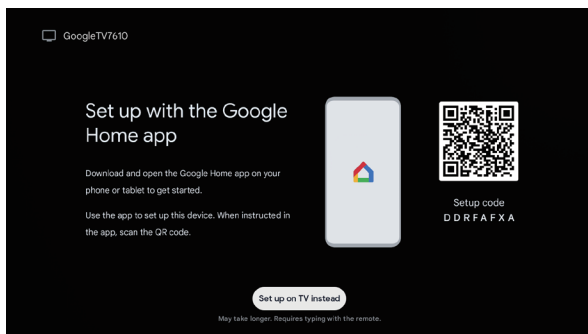 GoogleTV7610
Set up with the Google
Home app
Download and open the Google Home app on your
phone or tablet to get started.
Use the app to set up this device. When instructed in
the app, scan the QR code.
Setup code
DDRFAFXA
Set up on TV instead
May take longer. Requires typing with the remote.